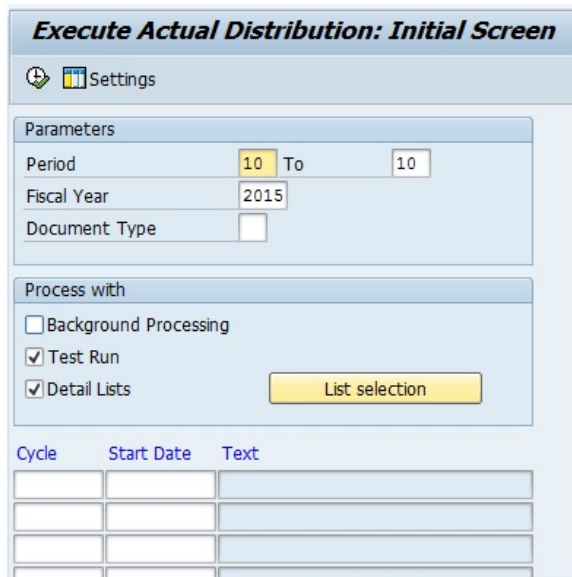 Execute Actual Distribution: Initial Screen
Settings
Parameters
Period 10 To 10
Fiscal Year 2015
Document Type
Process with
Background Processing
Test Run
Detail Lists List selection
Cycle Start Date Text